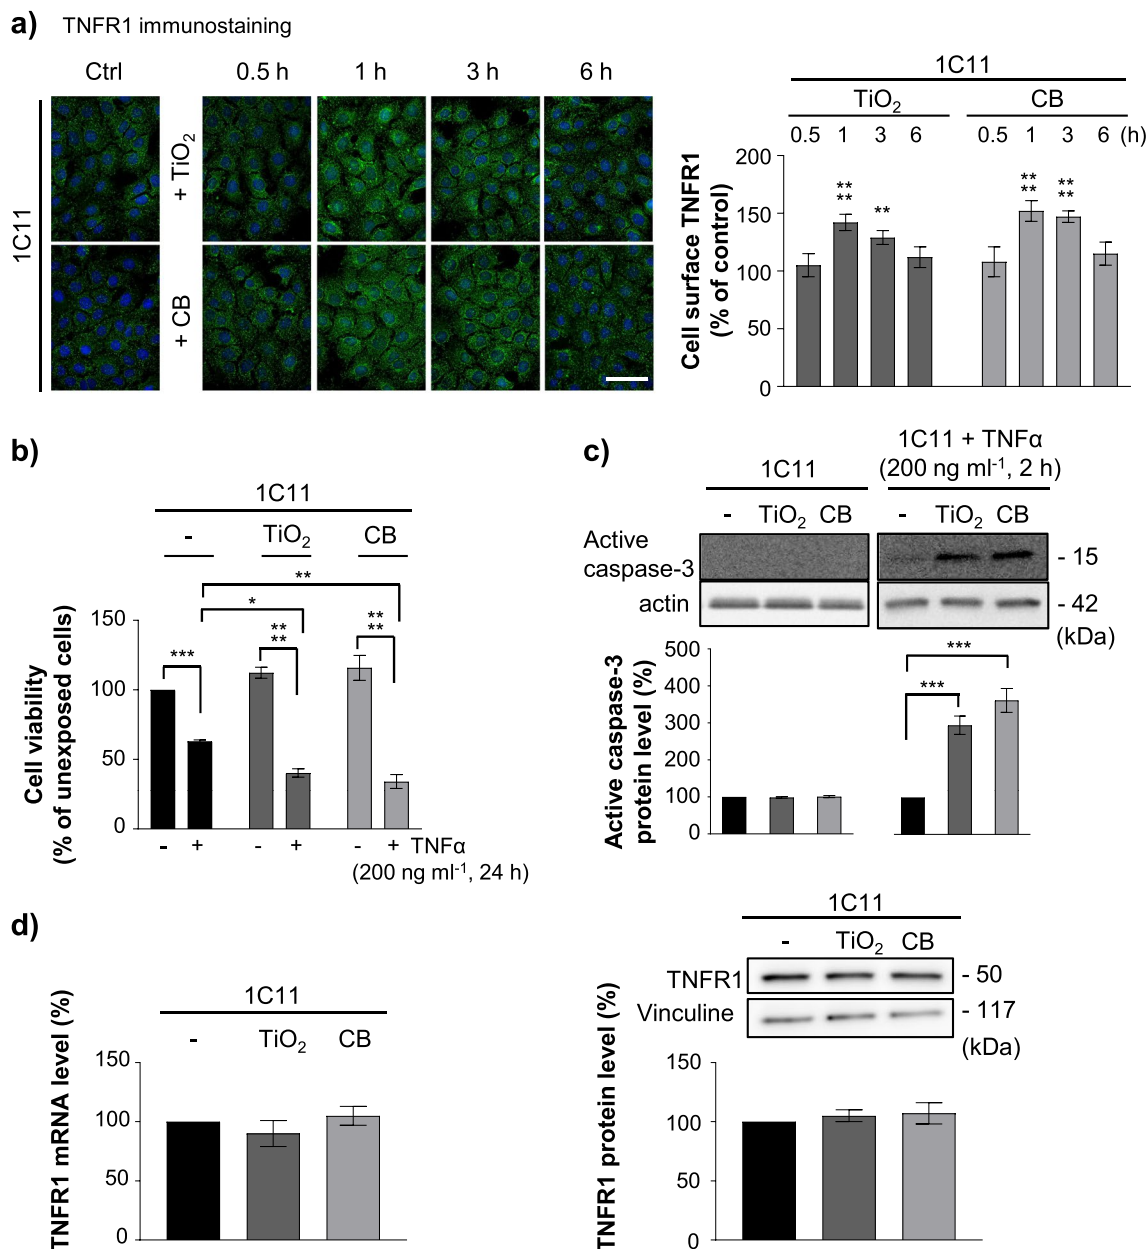 a) TNFR1 immunostaining
Ctrl 0.5 h 1 h 3 h 6 h
1C11
+ TiO2
+ CB
1C11
TiO2 CB
0.5 1 3 6 0.5 1 3 6 (h)
Cell surface TNFR1
(% of control)
200
150
100
50
0
** ** ** ** ** ** **
** ** **
b)
1C11
- TiO2 CB
**
*
***
**
**
**
**
Cell viability
(% of unexposed cells)
150
100
50
0
- + - + - + TNFα
(200 ng ml-1, 24 h)
c)
1C11
1C11 + TNFα
(200 ng ml-1, 2 h)
- TiO2 CB - TiO2 CB
Active
caspase-3
- 15
actin
- 42
(kDa)
Active caspase-3
protein level (%)
500
400
300
200
100
0
***
***
d)
1C11
- TiO2 CB
TNFR1 mRNA level (%)
150
100
50
0
1C11
- TiO2 CB
TNFR1 - 50
Vinculine - 117
(kDa)
TNFR1 protein level (%)
150
100
50
0